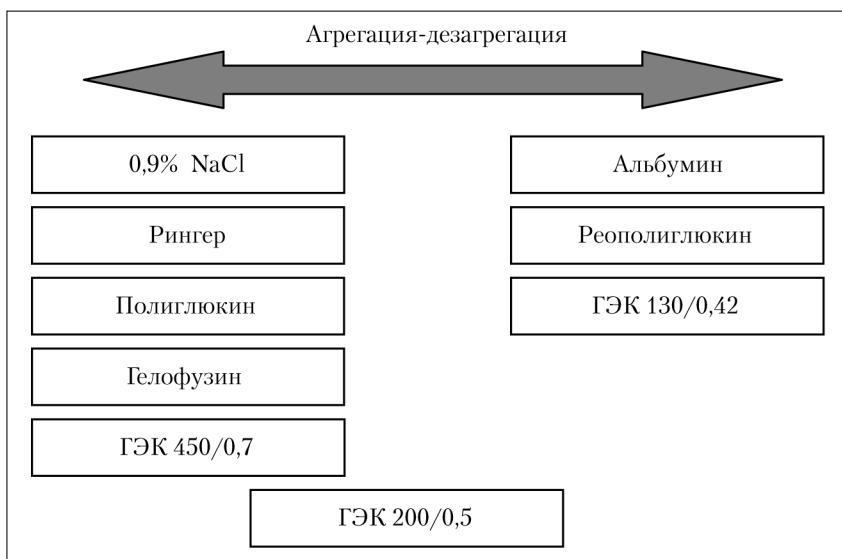 Агрегация-дезагрегация
0,9% NaCl
Рингер
Полиглюкин
Гелофузин
ГЭК 450/0,7
Альбумин
Реополиглюкин
ГЭК 130/0,42
ГЭК 200/0,5